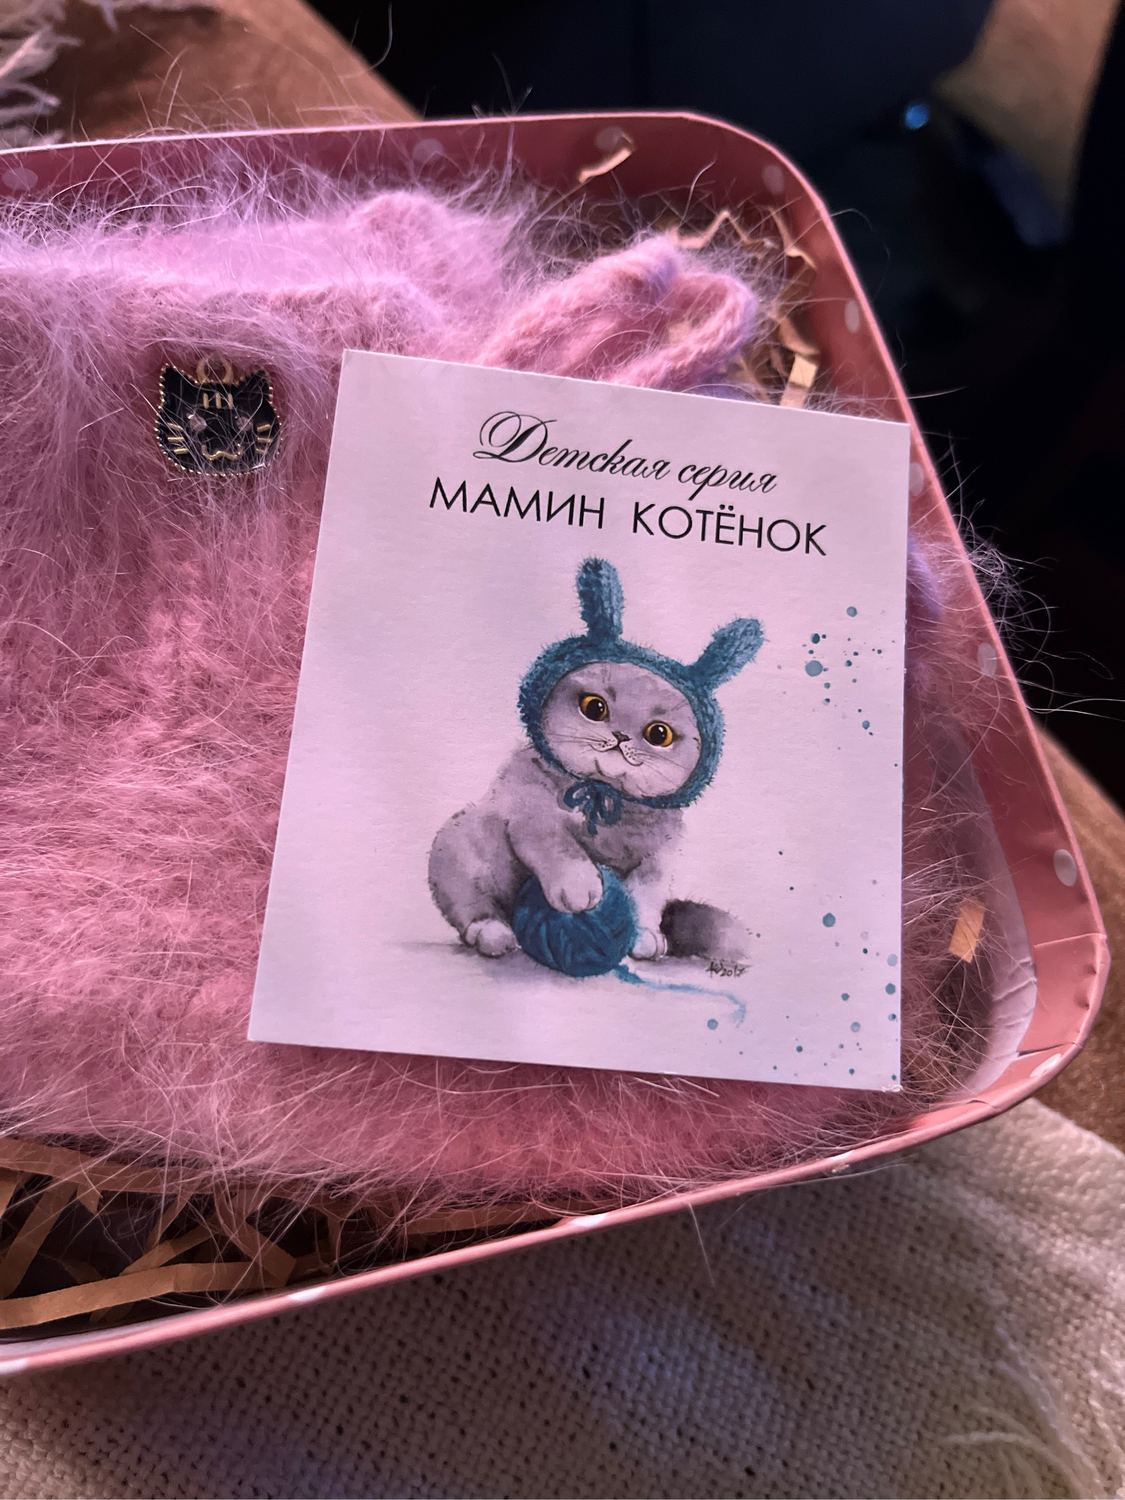 Детская серия
МАМИН КОТЁНОК